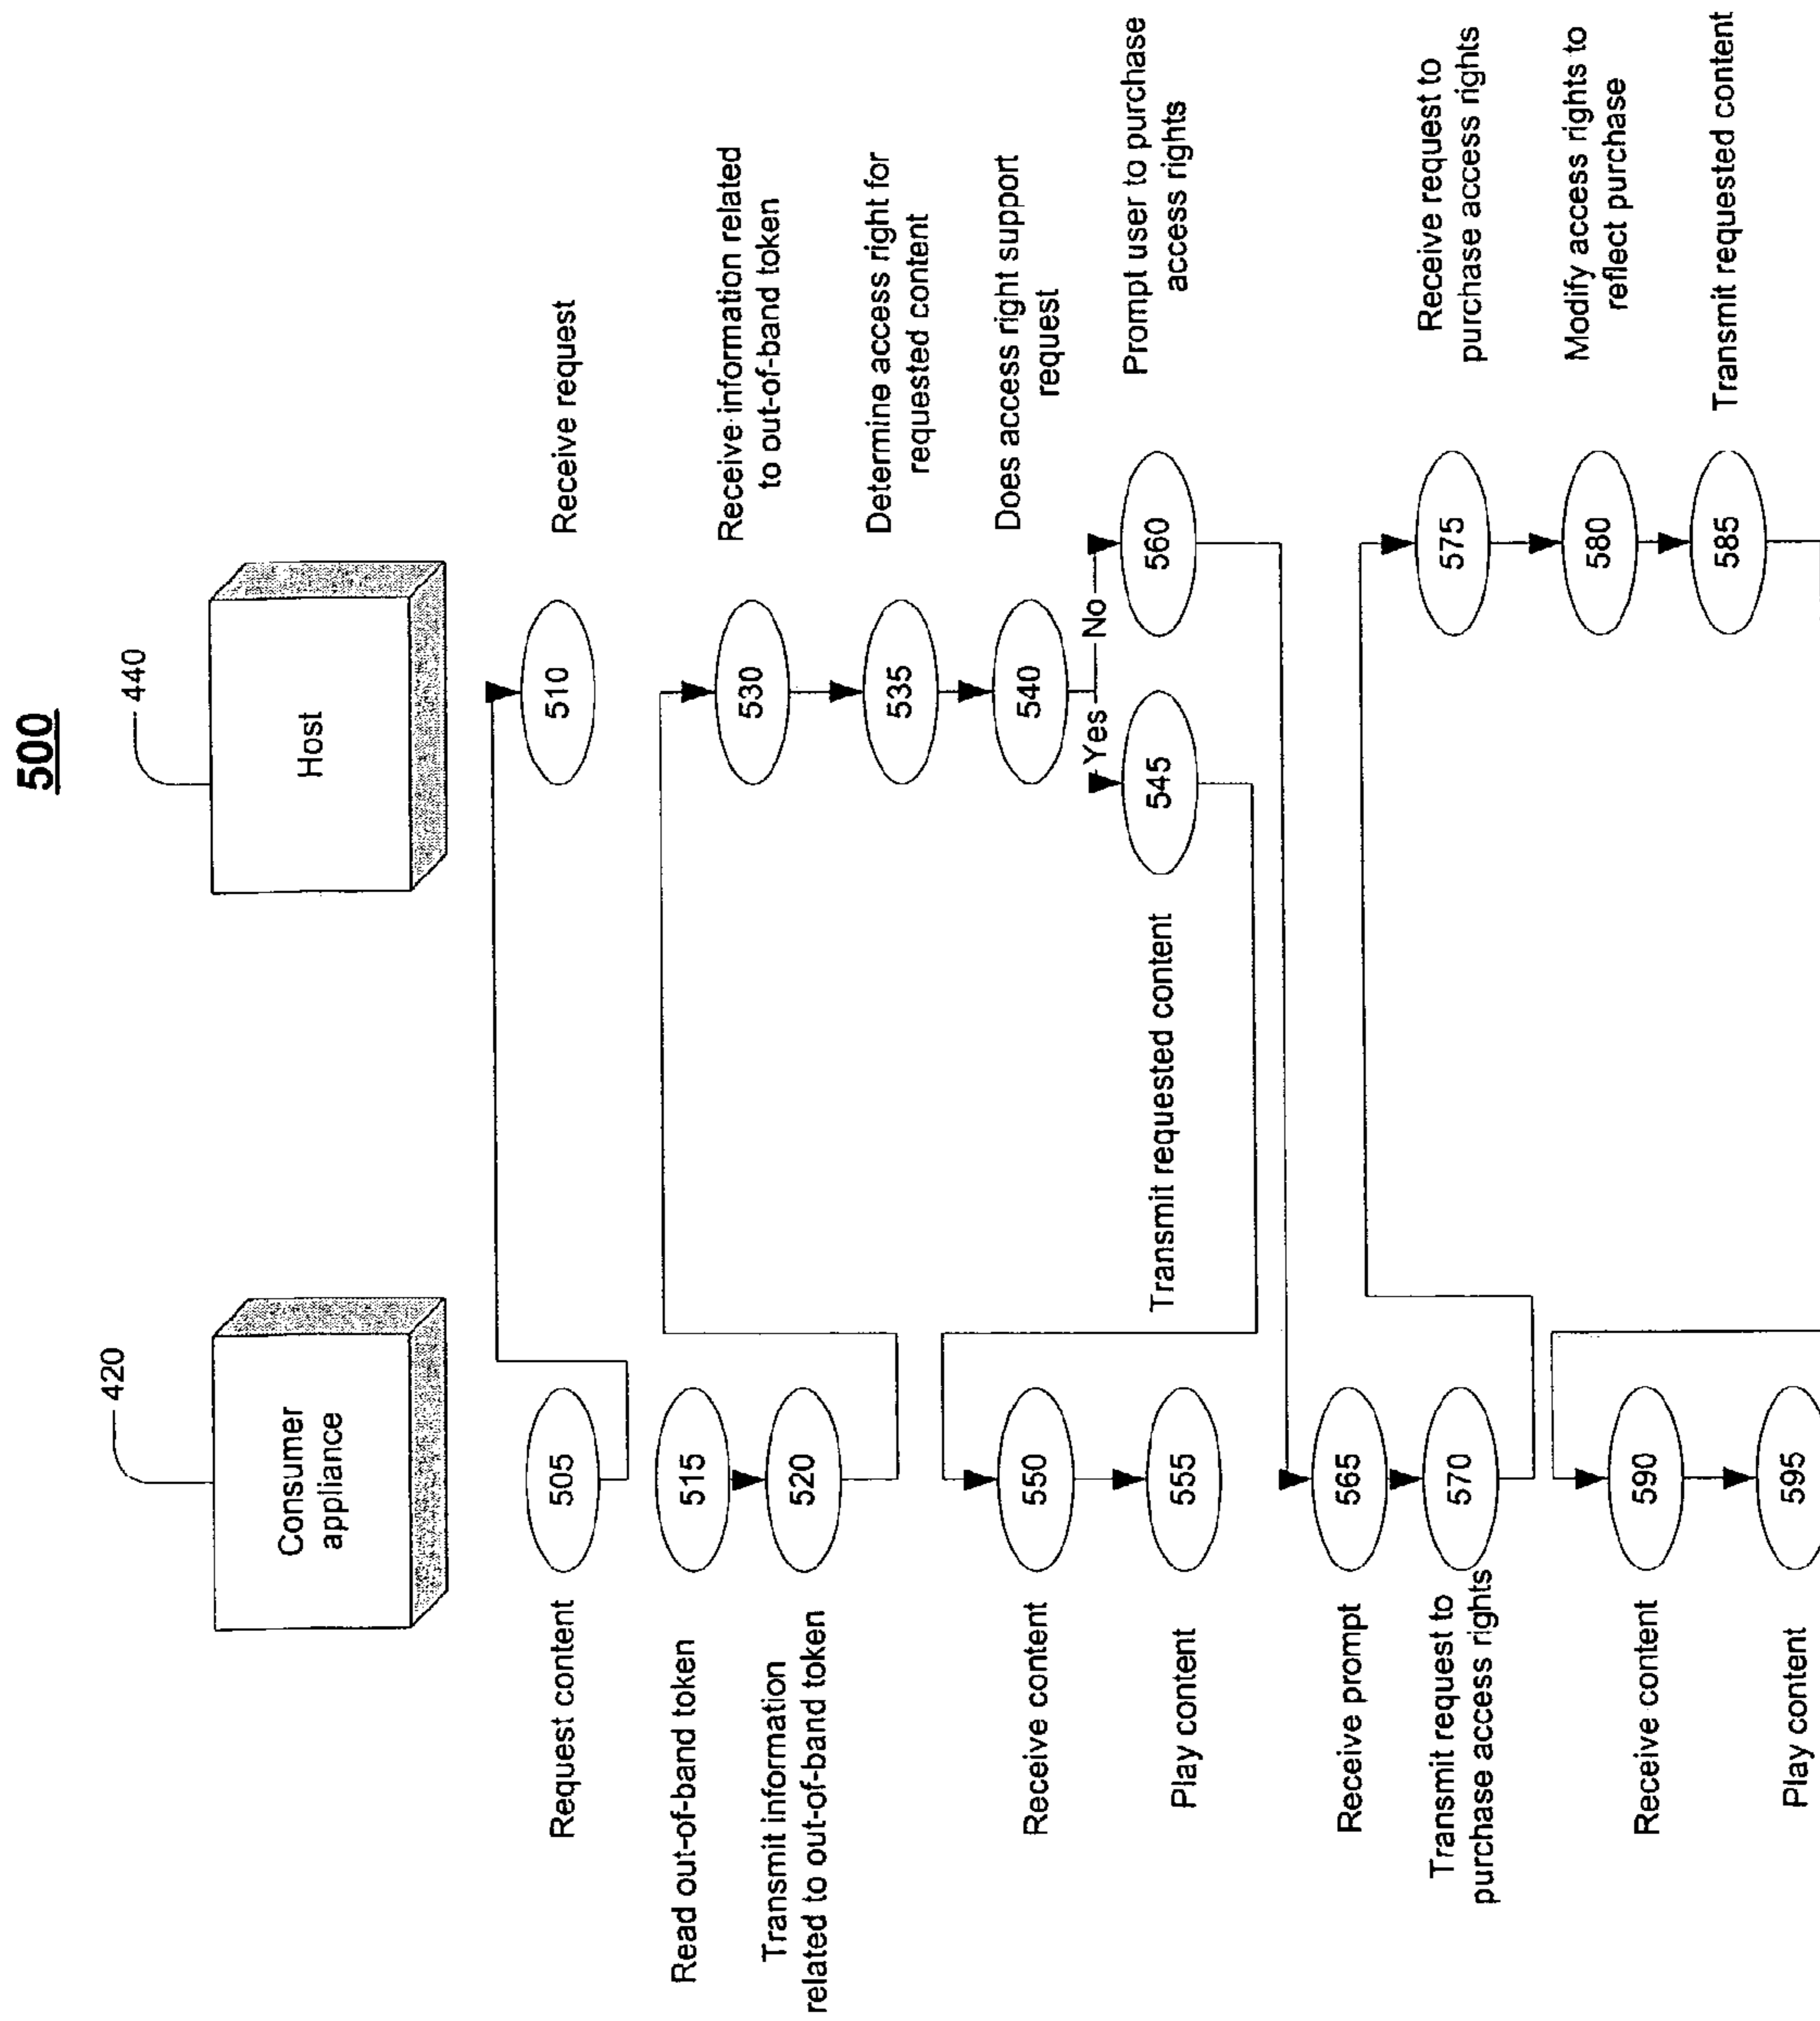 500
420
440
Consumer
appliance
Host
Request content
505
510
Receive request
Read out-of-band token
515
Transmit information
related to out-of-band token
520
530
Receive information related
to out-of-band token
535
Determine access right for
requested content
540
Does access right support
request
Yes
No
Receive content
550
Play content
555
Transmit requested content
545
560
Prompt user to purchase
access rights
Receive prompt
565
Transmit request to
purchase access rights
570
575
Receive request to
purchase access rights
580
Modify access rights to
reflect purchase
585
Transmit requested content
Receive content
590
Play content
595